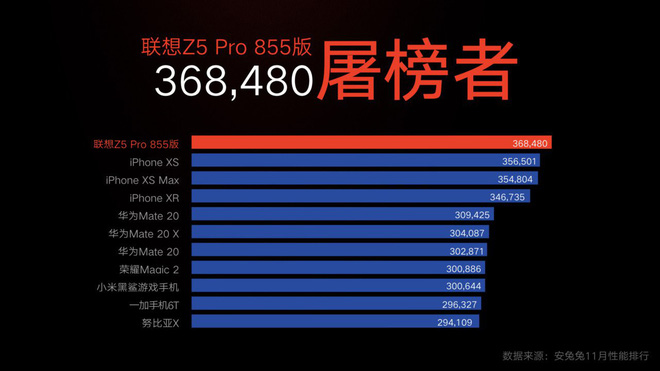 联想Z5 Pro 855版
368,480
屠榜者
联想Z5 Pro 855版 368,480
iPhone XS 356,501
iPhone XS Max 354,804
iPhone XR 346,735
华为Mate 20 309,425
华为Mate 20 X 304,087
华为Mate 20 302,871
荣耀Magic 2 300,886
小米黑鲨游戏手机 300,644
一加手机6T 296,327
努比亚X 294,109
数据来源：安兔兔11月性能排行